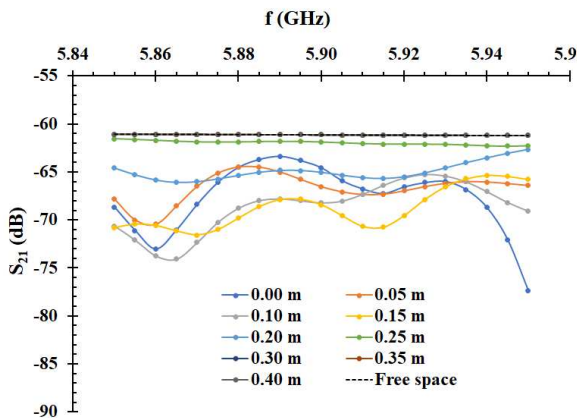 f (GHz)
5.84 5.86 5.88 5.90 5.92 5.94 5.9
-55
-60
-65
-70
-75
-80
-85
-90
S21 (dB)
0.00 m 0.05 m
0.10 m 0.15 m
0.20 m 0.25 m
0.30 m 0.35 m
0.40 m Free space